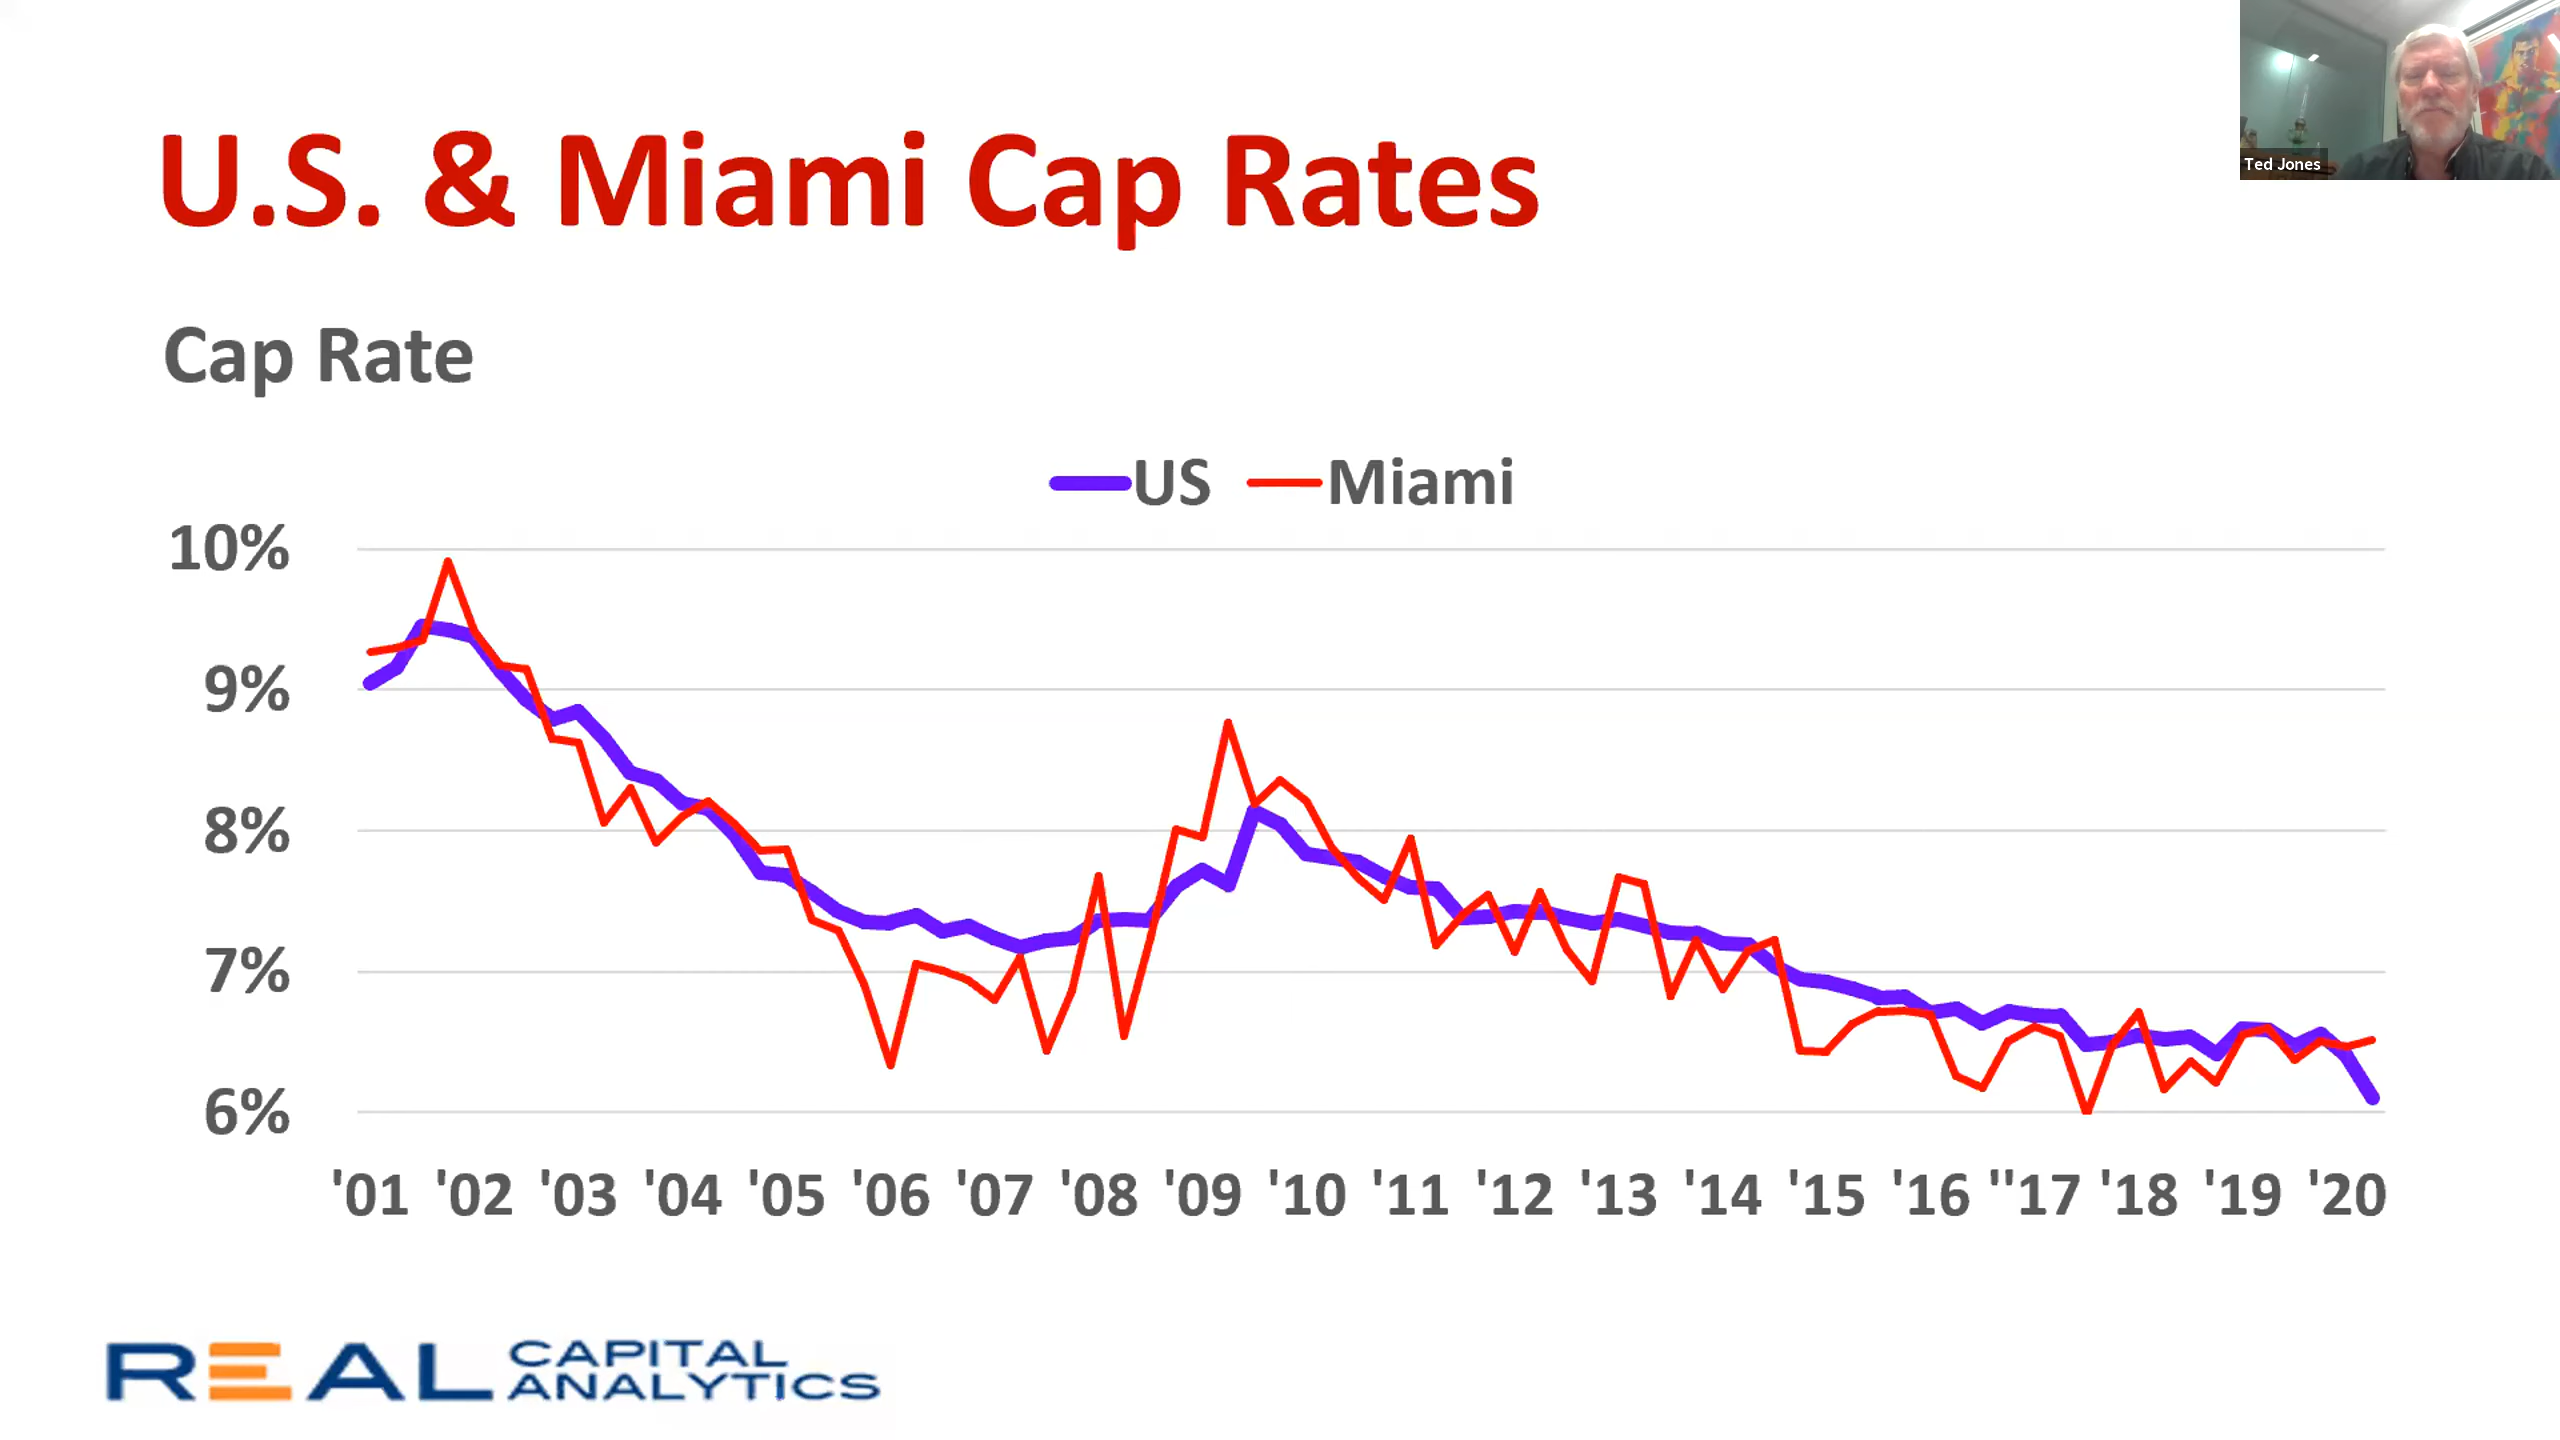 Ted Jones
U.S. & Miami Cap Rates
Cap Rate
US Miami
10%
9%
8%
7%
6%
'01 '02 '03 '04 '05 '06 '07 '08 '09 '10 '11 '12 '13 '14 '15 '16 ''17 '18 '19 '20
REAL CAPITAL
ANALYTICS